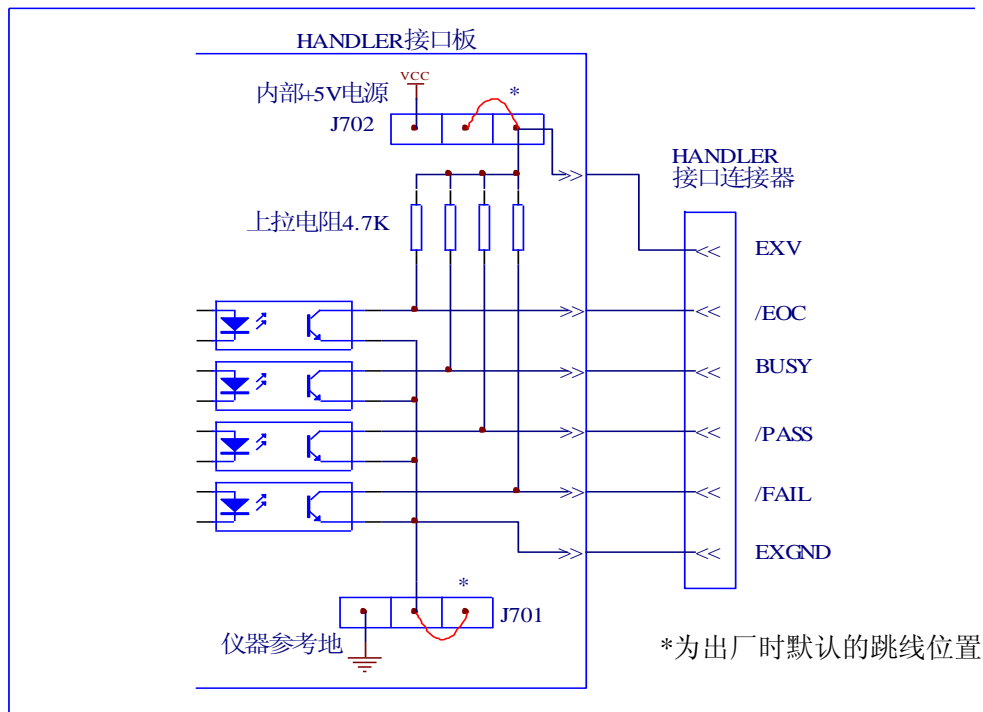 HANDLER接口板
VCC
内部+5V电源
*
J702
HANDLER
接口连接器
上拉电阻4.7K
EXV
/EOC
BUSY
/PASS
/FAIL
EXGND
*
J701
仪器参考地
*为出厂时默认的跳线位置